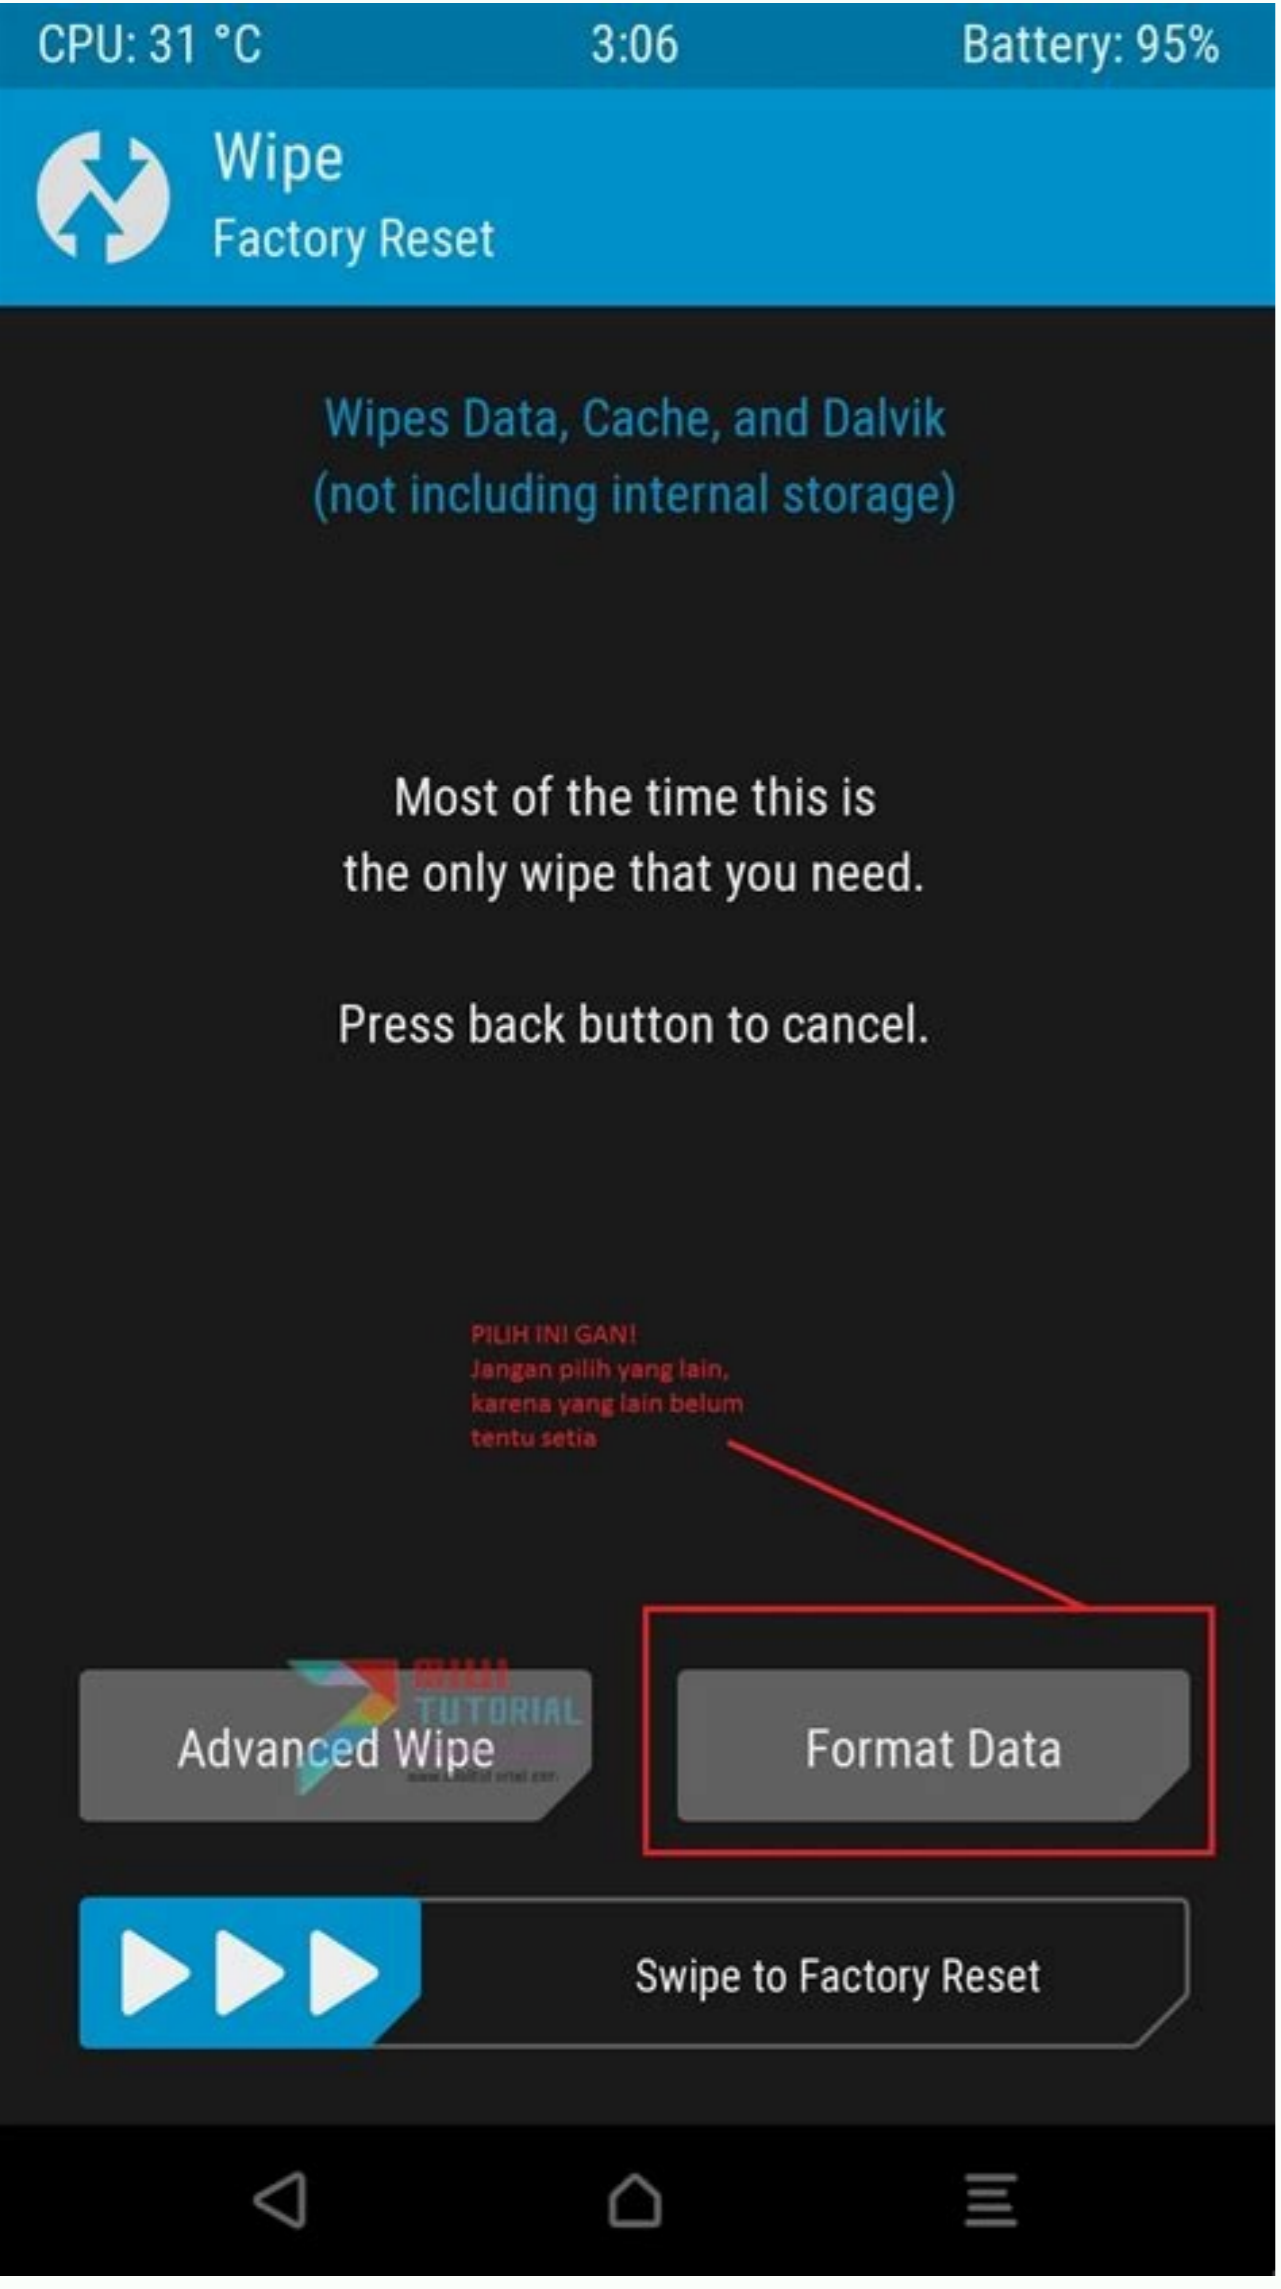 CPU: 31 °C
3:06
Battery: 95%
Wipe
Factory Reset
Wipes Data, Cache, and Dalvik
(not including internal storage)
Most of the time this is
the only wipe that you need.
Press back button to cancel.
PILIH INI GAN!
Jangan pilih yang lain,
karena yang lain belum
tentu setia
MIUI
TUTORIAL
Advanced Wipe
Format Data
Swipe to Factory Reset